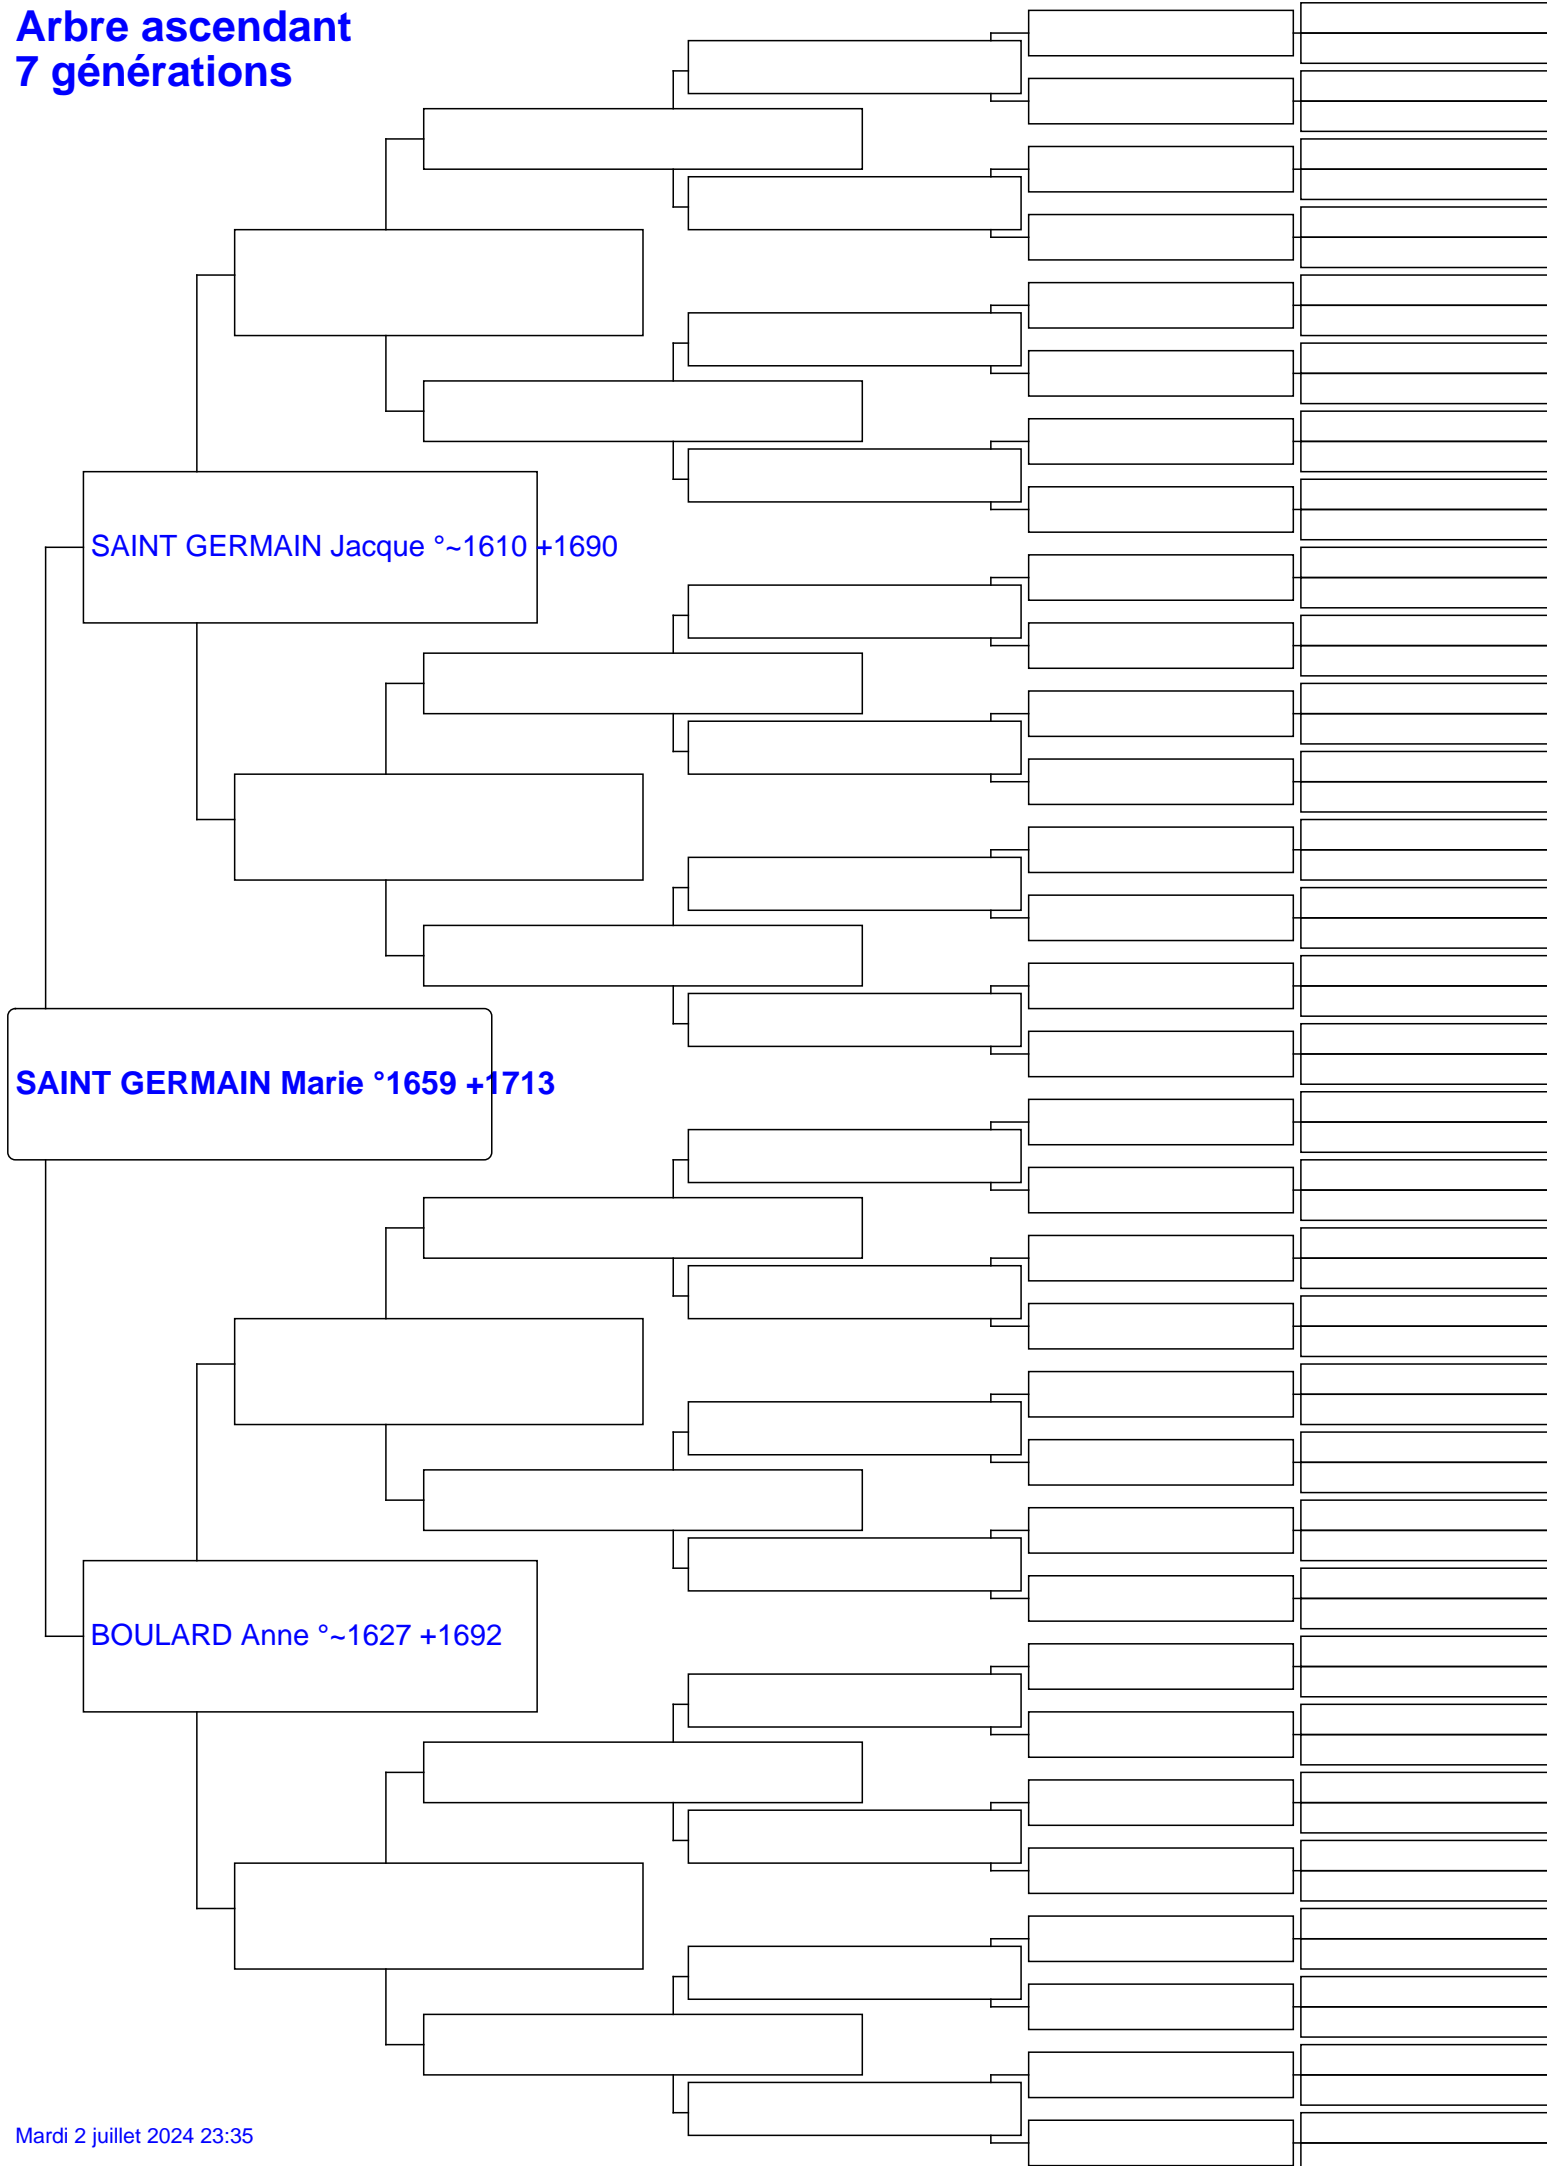 Arbre ascendant
7 générations
SAINT GERMAIN Jacque °~1610 +1690
SAINT GERMAIN Marie °1659 +1713
BOULARD Anne °~1627 +1692
Mardi 2 juillet 2024 23:35